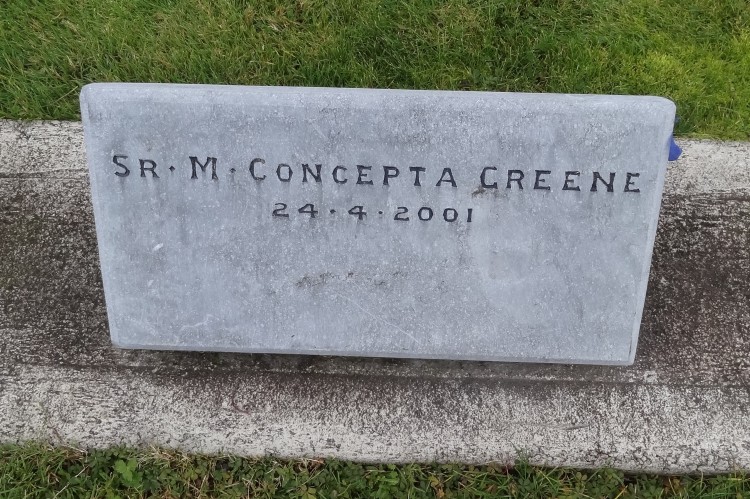 SR · M · CONCEPTA GREENE
24 · 4 · 2001